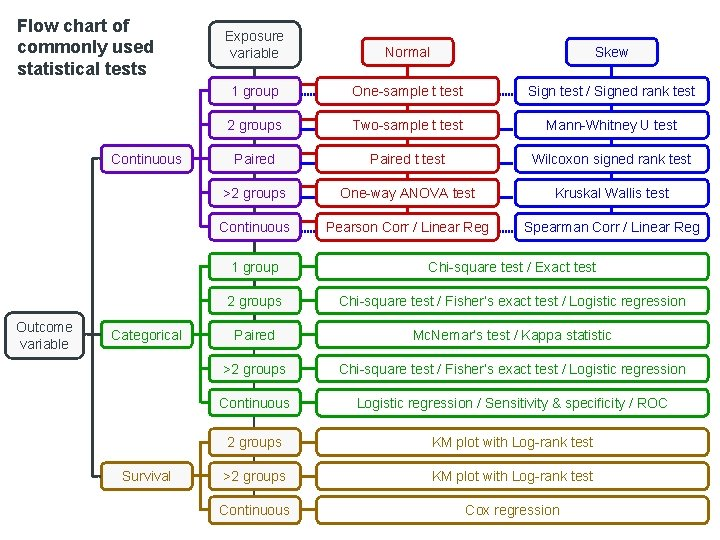 Flow chart of
commonly used
statistical tests
Exposure
variable
Normal
Skew
1 group
One-sample t test
Sign test / Signed rank test
2 groups
Two-sample t test
Mann-Whitney U test
Continuous
Paired
Paired t test
Wilcoxon signed rank test
>2 groups
One-way ANOVA test
Kruskal Wallis test
Continuous
Pearson Corr / Linear Reg
Spearman Corr / Linear Reg
1 group
Chi-square test / Exact test
2 groups
Chi-square test / Fisher's exact test / Logistic regression
Outcome
variable
Categorical
Paired
McNemar's test / Kappa statistic
>2 groups
Chi-square test / Fisher's exact test / Logistic regression
Continuous
Logistic regression / Sensitivity & specificity / ROC
2 groups
KM plot with Log-rank test
Survival
>2 groups
KM plot with Log-rank test
Continuous
Cox regression